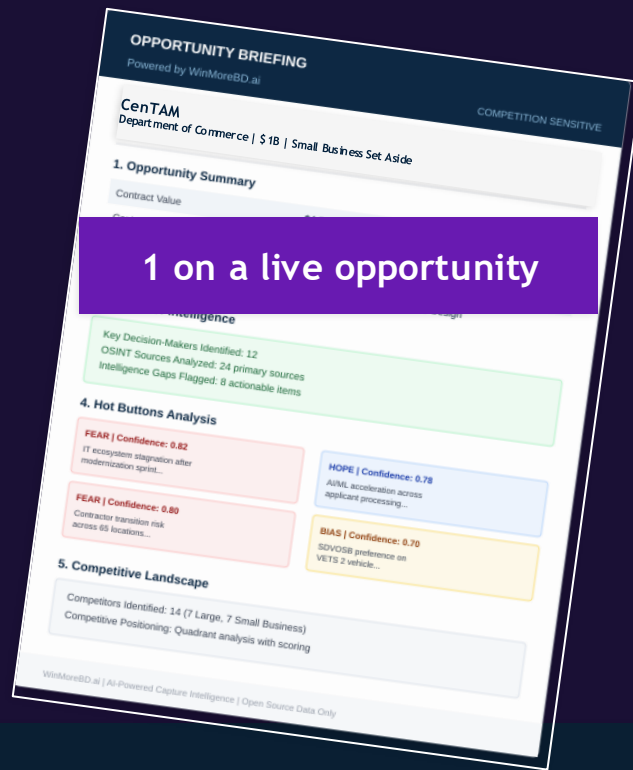 OPPORTUNITY BRIEFING
Powered by WinMoreBD.ai
COMPETITION SENSITIVE
CenTAM
Department of Commerce | $1B | Small Business Set Aside
1. Opportunity Summary
Contract Value
1 on a live opportunity
Intelligence
Key Decision-Makers Identified: 12
OSINT Sources Analyzed: 24 primary sources
Intelligence Gaps Flagged: 8 actionable items
4. Hot Buttons Analysis
FEAR | Confidence: 0.82
IT ecosystem stagnation after
modernization sprint...
HOPE | Confidence: 0.78
AI/ML acceleration across
applicant processing...
FEAR | Confidence: 0.80
Contractor transition risk
across 65 locations...
BIAS | Confidence: 0.70
SDVOSB preference on
VETS 2 vehicle...
5. Competitive Landscape
Competitors Identified: 14 (7 Large, 7 Small Business)
Competitive Positioning: Quadrant analysis with scoring
WinMoreBD.ai | AI-Powered Capture Intelligence | Open Source Data Only